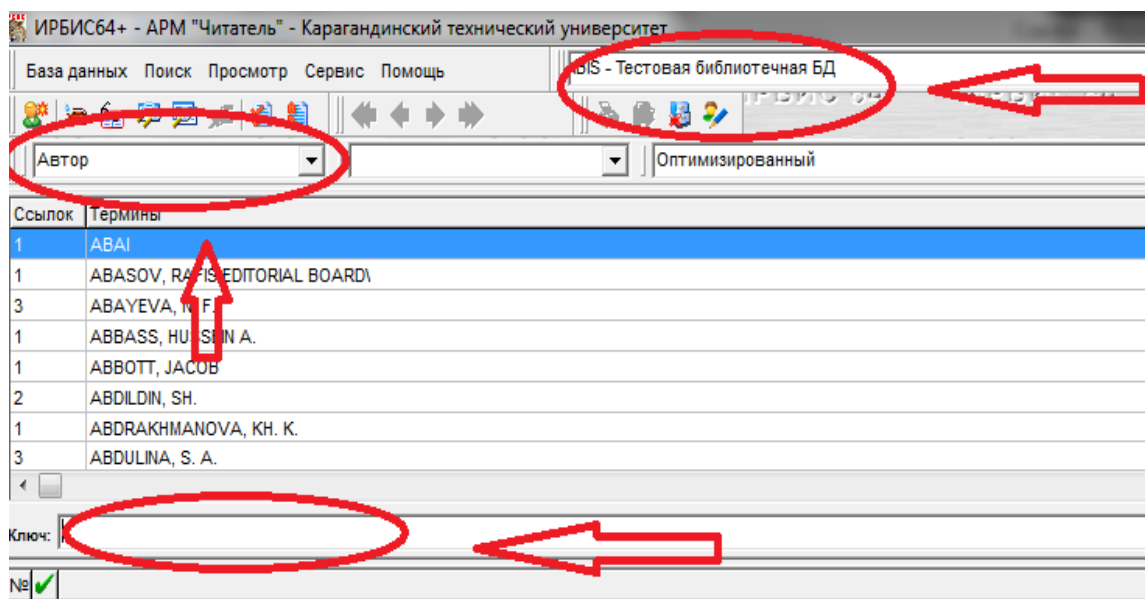 ИРБИС64+ - АРМ "Читатель" - Карагандинский технический университет
База данных Поиск Просмотр Сервис Помощь
IBIS - Тестовая библиотечная БД
Автор
Оптимизированный
Ссылок Термины
1 ABAI
1 ABASOV, RAFIS EDITORIAL BOARD\
3 ABAYEVA, N. F.
1 ABBASS, HUSSEIN A.
1 ABBOTT, JACOB
2 ABDILDIN, SH.
1 ABDRAKHMANOVA, KH. K.
3 ABDULINA, S. A.
Ключ:
№